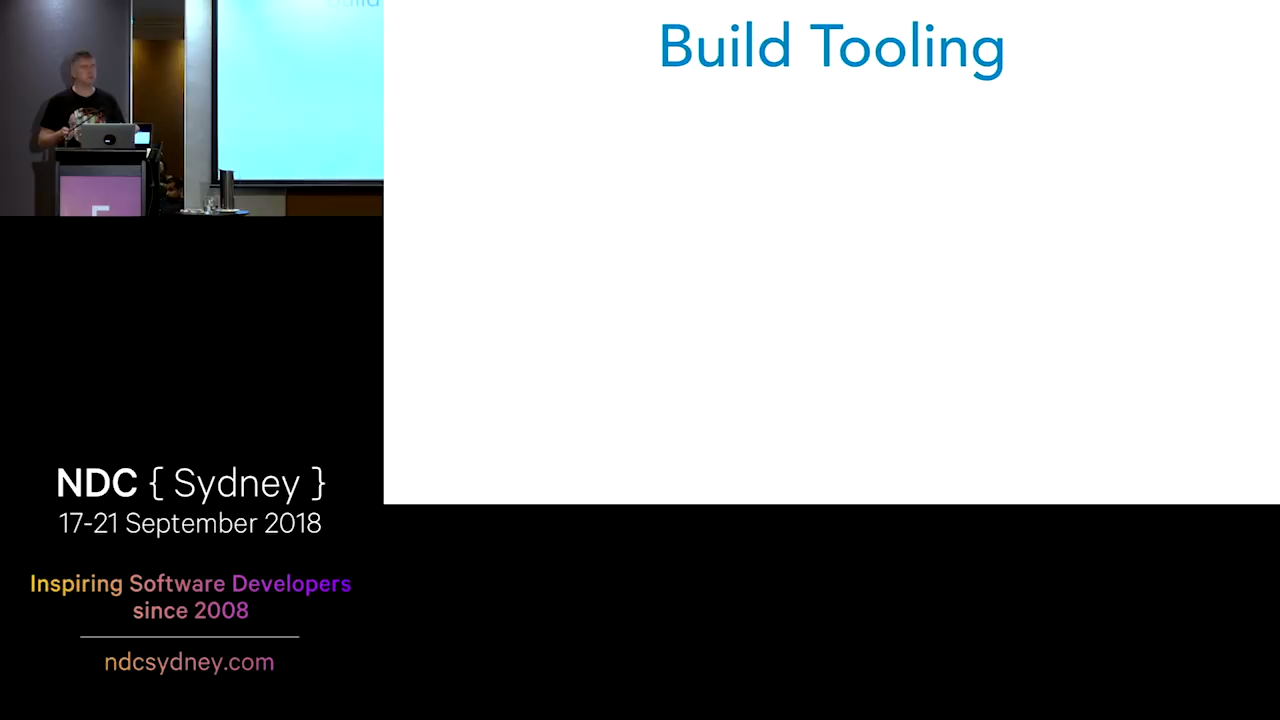 Build Tooling
NDC { Sydney }
17-21 September 2018
Inspiring Software Developers
since 2008
ndcsydney.com